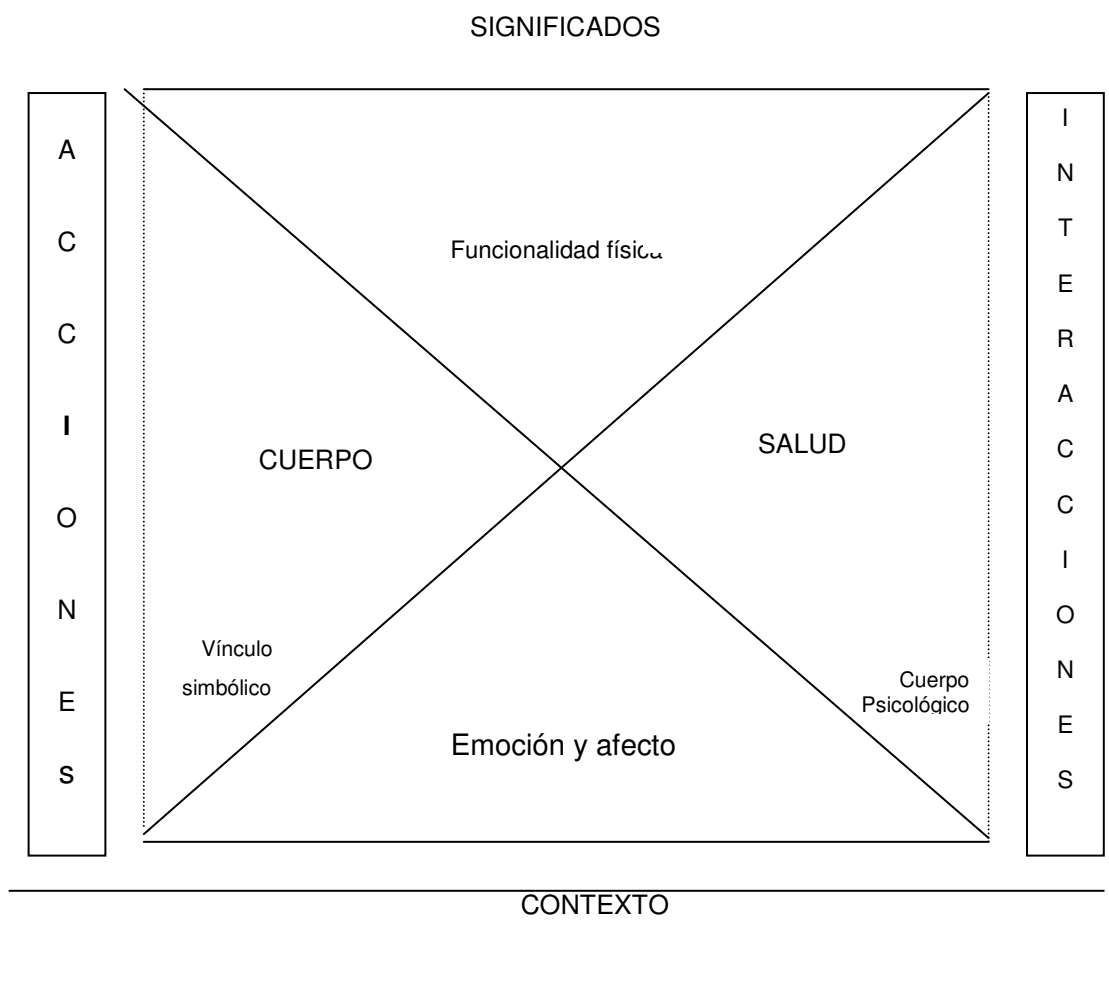 SIGNIFICADOS
A
C
C
I
O
N
E
s
Funcionalidad física
CUERPO
SALUD
Vínculo
simbólico
Cuerpo
Psicológico
Emoción y afecto
I
N
T
E
R
A
C
C
I
O
N
E
S
CONTEXTO